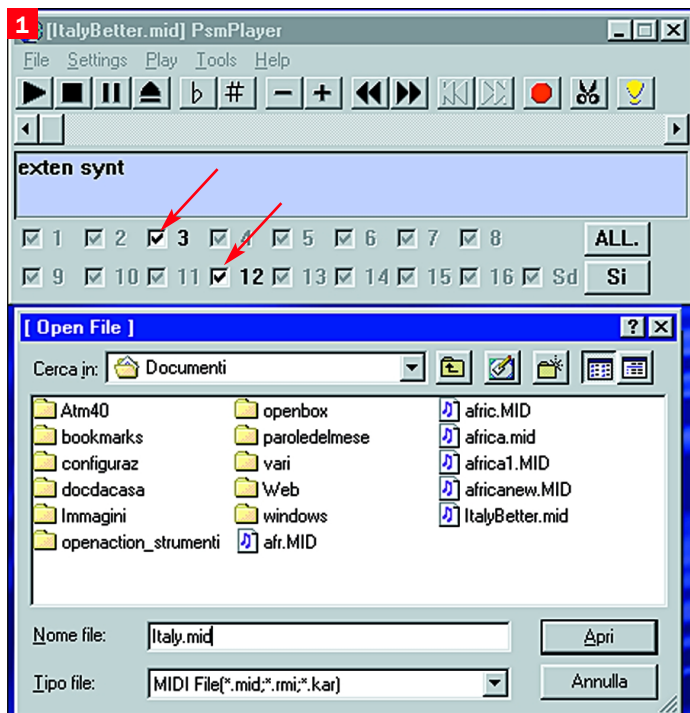 1
[ItalyBetter.mid] PsmPlayer
File Settings Play Tools Help
exten synt
1 2 3 4 5 6 7 8 ALL.
9 10 11 12 13 14 15 16 Sd Si
[ Open File ]
Cerca in: Documenti
Atm40 openbox afric.MID
bookmarks paroledelmese africa.mid
configuraz vari africa1.MID
docdacasa Web africanew.MID
Immagini windows ItalyBetter.mid
openaction_strumenti afr.MID
Nome file: Italy.mid Apri
Tipo file: MIDI File(*.mid;*.rmi;*.kar) Annulla